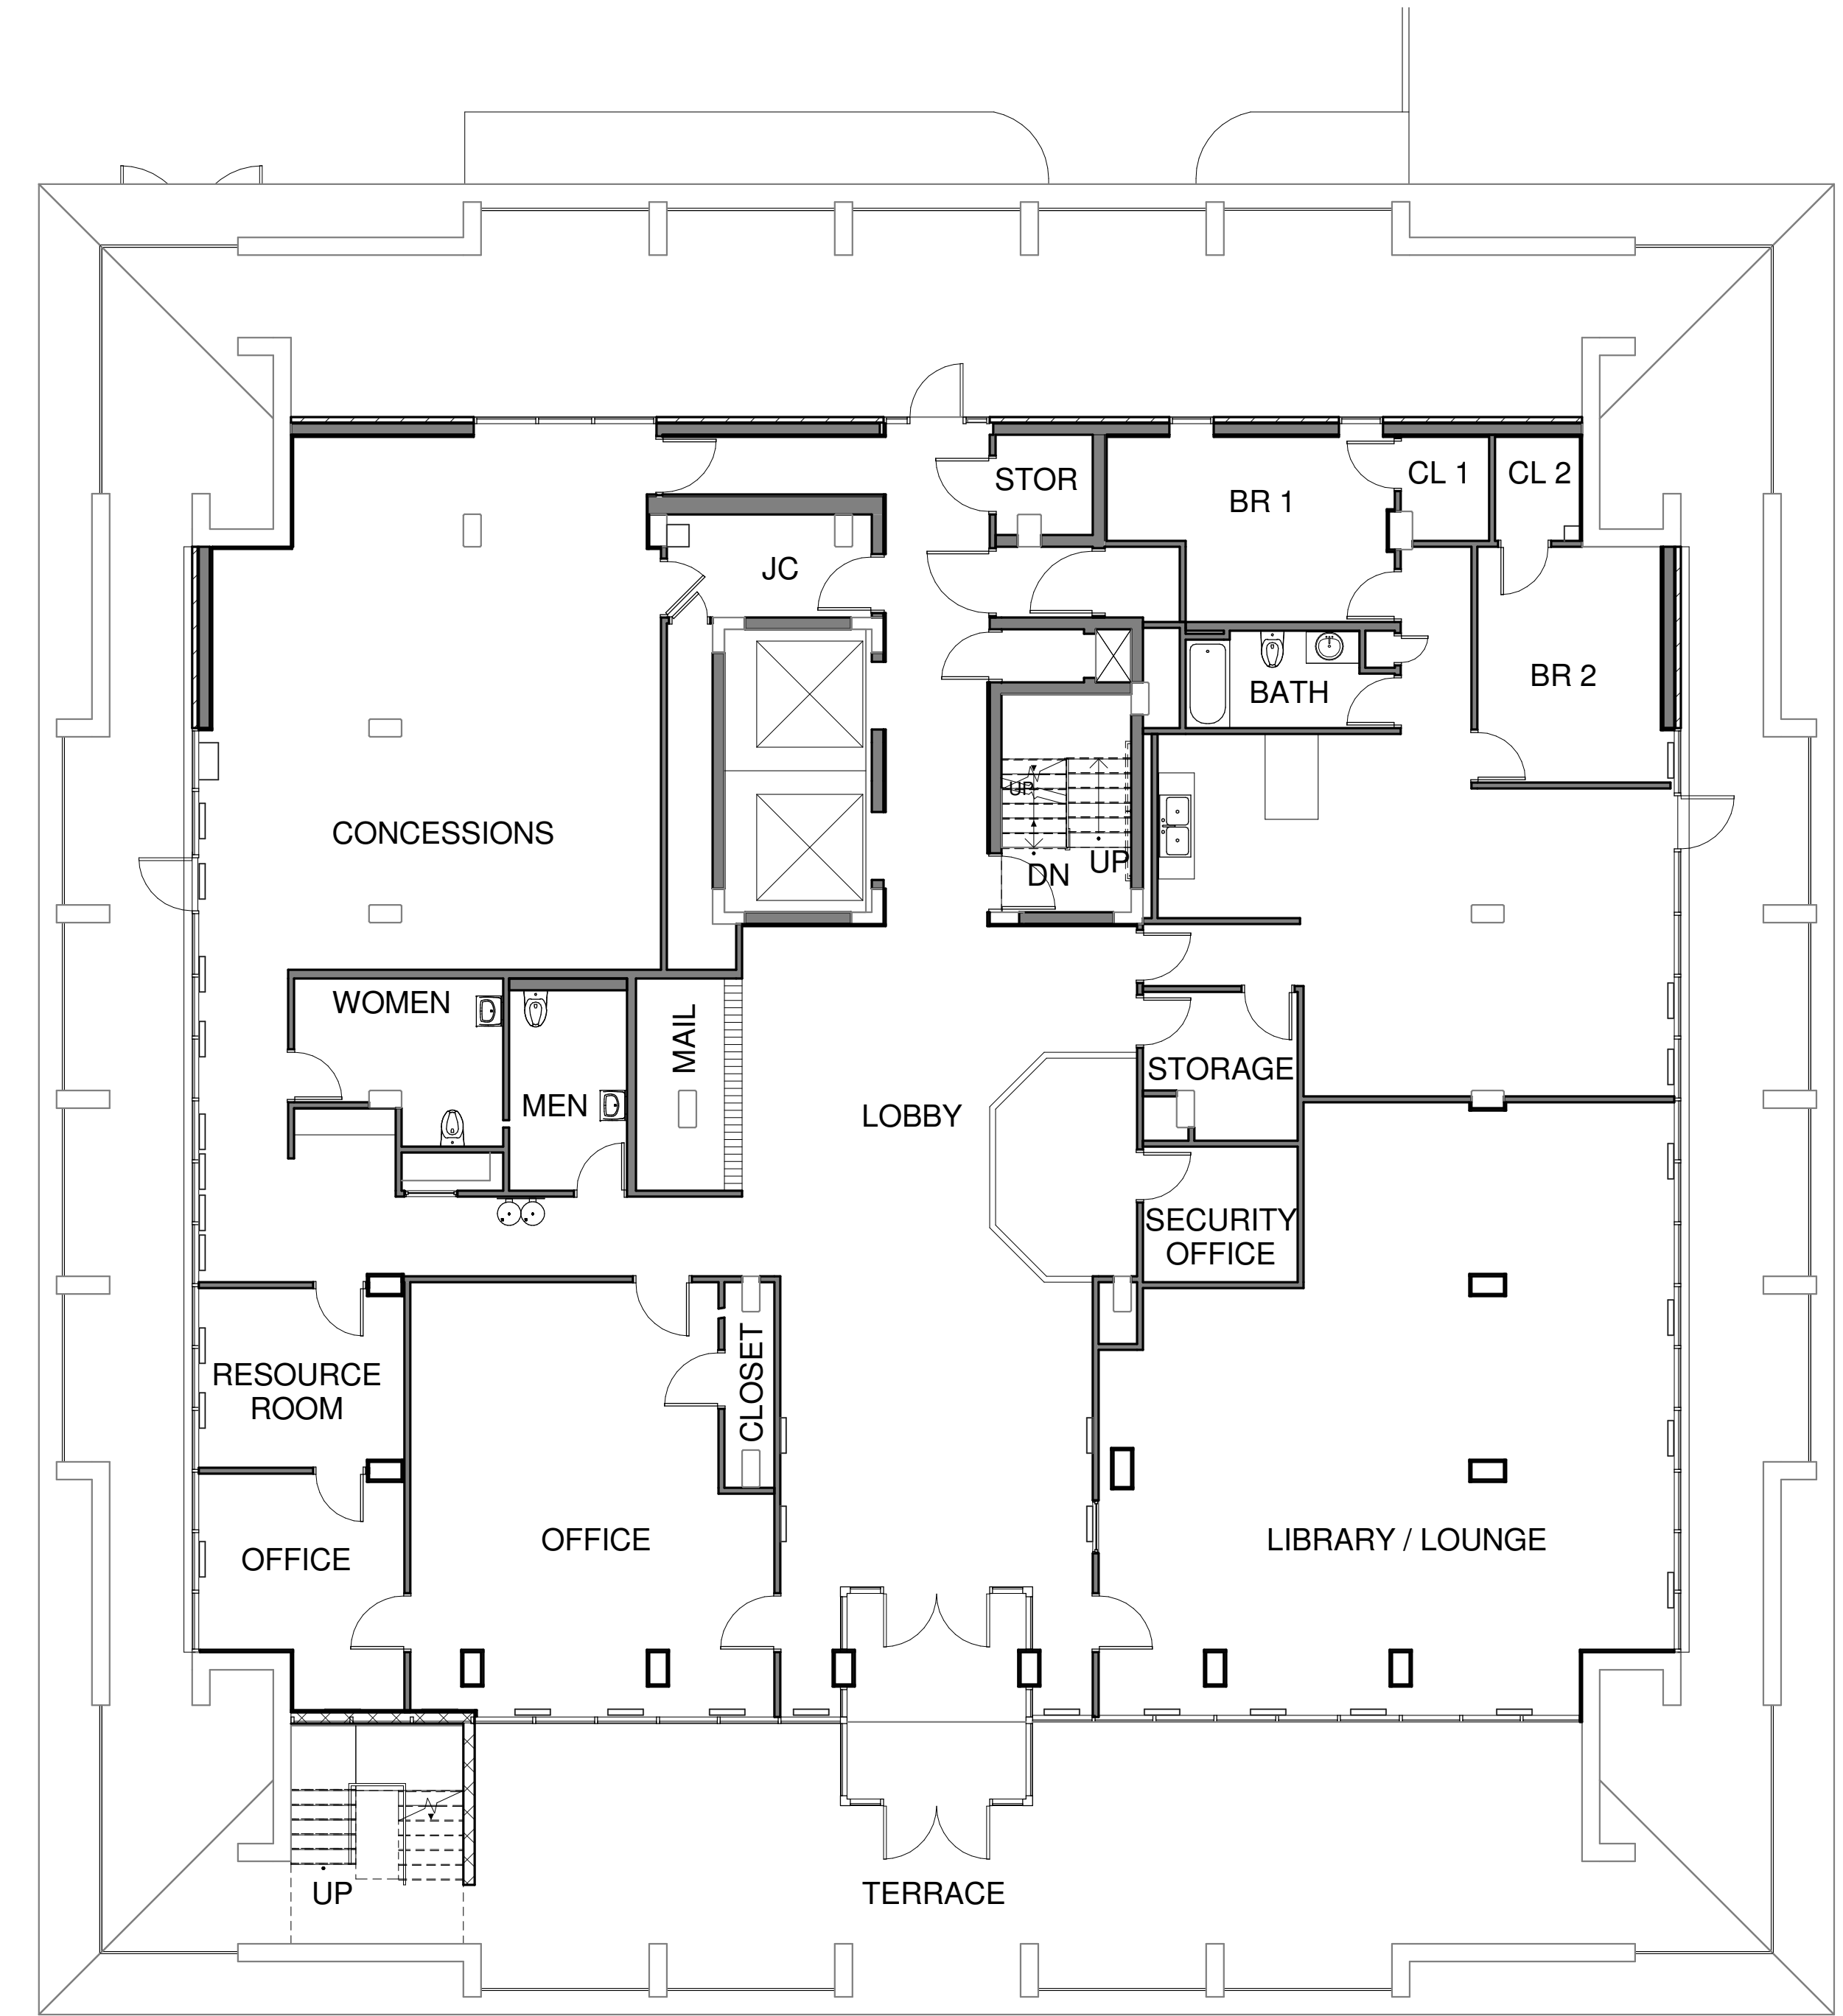 STOR
CL 1
CL 2
BR 1
JC
BR 2
BATH
UP
CONCESSIONS
UP
DN
WOMEN
MAIL
STORAGE
MEN
LOBBY
SECURITY
OFFICE
CLOSET
RESOURCE
ROOM
OFFICE
LIBRARY / LOUNGE
OFFICE
UP
TERRACE